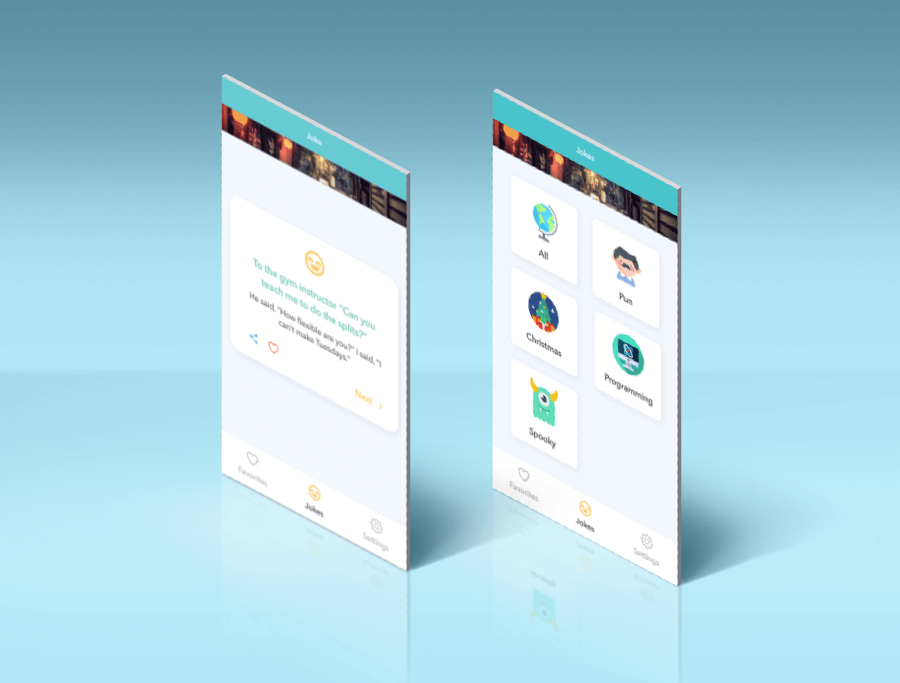 Joke
To the gym instructor "Can you
teach me to do the splits?"
He said, "How flexible are you?" I said, "I
can't make Tuesdays."
Next
Favorites
Jokes
Settings
Jokes
All
Pun
Christmas
Programming
Spooky
Favorites
Jokes
Settings